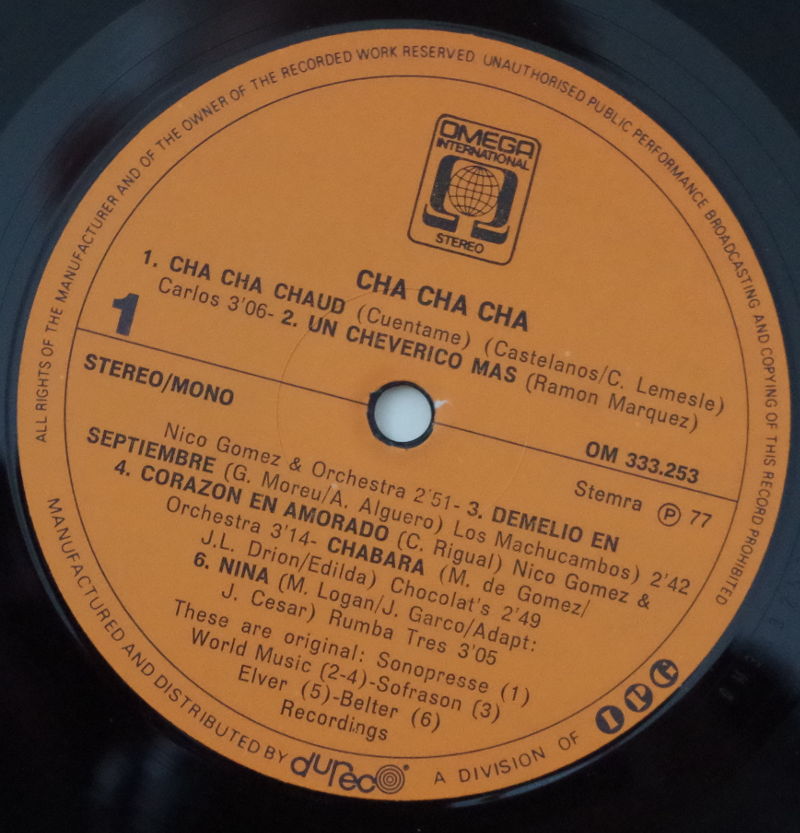 ALL RIGHTS OF THE MANUFACTURER AND OF THE OWNER OF THE RECORDED WORK RESERVED UNAUTHORISED PUBLIC PERFORMANCE BROADCASTING AND COPYING OF THIS RECORD PROHIBITED
OMEGA
INTERNATIONAL
STEREO
CHA CHA CHA
1. CHA CHA CHAUD (Cuentame) (Castelanos/C. Lemesle)
Carlos 3'06- 2. UN CHEVERICO MAS (Ramon Marquez)
1
STEREO/MONO
OM 333.253
Stemra Ⓟ 77
Nico Gomez & Orchestra 2'51- 3. DEMELIO EN
SEPTIEMBRE (G. Moreu/A. Alguero) Los Machucambos) 2'42
4. CORAZON EN AMORADO (C. Rigual) Nico Gomez &
Orchestra 3'14- CHABARA (M. de Gomez/
J.L. Drion/Edilda) Chocolat's 2'49
6. NINA (M. Logan/J. Garco/Adapt:
J. Cesar) Rumba Tres 3'05
These are original: Sonopresse (1)
World Music (2-4)-Sofrason (3)
Elver (5)-Belter (6)
Recordings
MANUFACTURED AND DISTRIBUTED BY dureco A DIVISION OF IPG